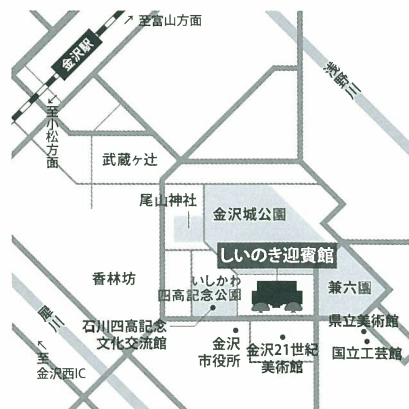 ↗至富山方面
金沢駅
浅野川
↙至小松方面
武蔵ヶ辻
尾山神社
金沢城公園
しいのき迎賓館
香林坊
いしかわ
四高記念公園
兼六園
犀川
石川四高記念
文化交流館
県立美術館
金沢
市役所
金沢21世紀
美術館
国立工芸館
↖至
金沢西IC